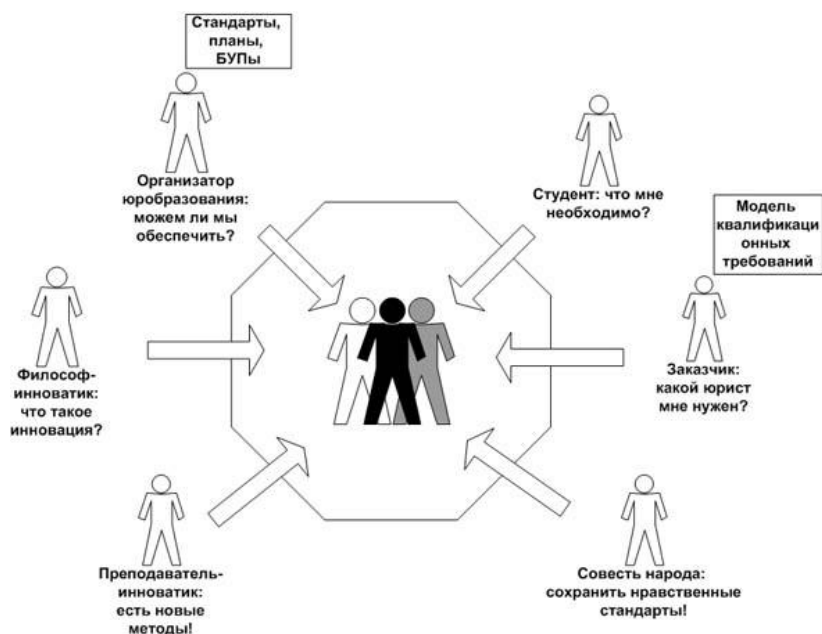 Стандарты,
планы,
БУПы
Организатор
юробразования:
можем ли мы
обеспечить?
Студент: что мне
необходимо?
Модель
квалификаци
онных
требований
Философ-
инноватик:
что такое
инновация?
Заказчик:
какой юрист
мне нужен?
Преподаватель-
инноватик:
есть новые
методы!
Совесть народа:
сохранить нравственные
стандарты!